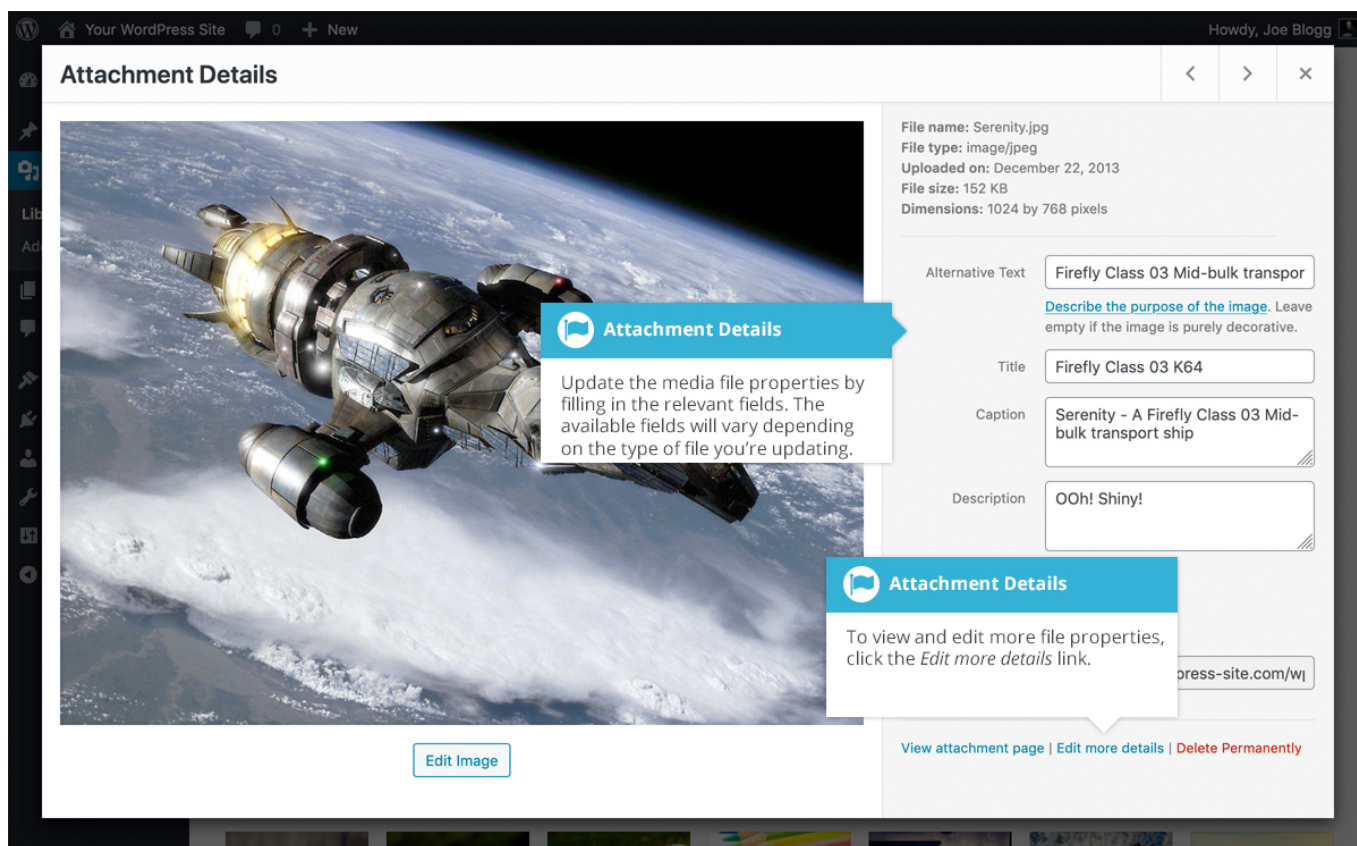 Your WordPress Site 0 + New Howdy, Joe Blogg
Attachment Details
Lib
Add
File name: Serenity.jpg
File type: image/jpeg
Uploaded on: December 22, 2013
File size: 152 KB
Dimensions: 1024 by 768 pixels
Alternative Text Firefly Class 03 Mid-bulk transpor
Describe the purpose of the image. Leave
empty if the image is purely decorative.
Attachment Details
Update the media file properties by
filling in the relevant fields. The
available fields will vary depending
on the type of file you’re updating.
Title Firefly Class 03 K64
Caption Serenity - A Firefly Class 03 Mid-
bulk transport ship
Description OOh! Shiny!
Attachment Details
To view and edit more file properties,
click the Edit more details link.
press-site.com/wp
View attachment page | Edit more details | Delete Permanently
Edit Image